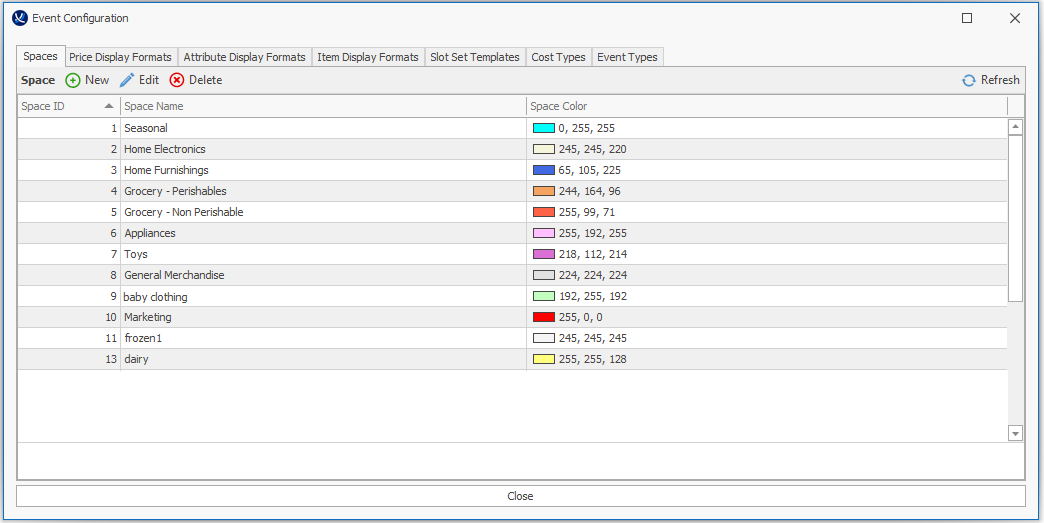 Event Configuration
Spaces Price Display Formats Attribute Display Formats Item Display Formats Slot Set Templates Cost Types Event Types
Space New Edit Delete Refresh
Space ID Space Name Space Color
1 Seasonal 0, 255, 255
2 Home Electronics 245, 245, 220
3 Home Furnishings 65, 105, 225
4 Grocery - Perishables 244, 164, 96
5 Grocery - Non Perishable 255, 99, 71
6 Appliances 255, 192, 255
7 Toys 218, 112, 214
8 General Merchandise 224, 224, 224
9 baby clothing 192, 255, 192
10 Marketing 255, 0, 0
11 frozen1 245, 245, 245
13 dairy 255, 255, 128
Close